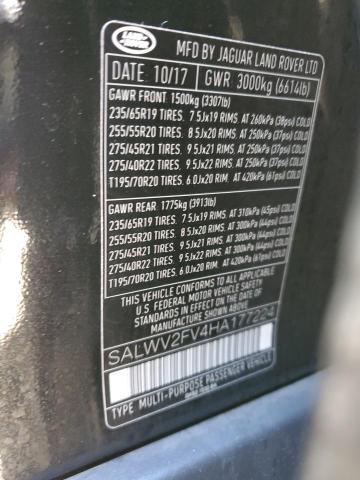 LAND ROVER
MFD BY JAGUAR LAND ROVER LTD
DATE 10/17 GWR 3000kg (6614lb)
GAWR FRONT 1500kg (3307lb)
235/65R19 TIRES. 7.5Jx19 RIMS. AT 260kPa (38psi) COLD
255/55R20 TIRES. 8.5Jx20 RIMS. AT 250kPa (37psi) COLD
275/45R21 TIRES. 9.5Jx21 RIMS. AT 250kPa (37psi) COLD
275/40R22 TIRES. 9.5Jx22 RIMS. AT 250kPa (37psi) COLD
T195/70R20 TIRES. 6.0Jx20 RIM. AT 420kPa (61psi) COLD
GAWR REAR 1775kg (3913lb)
235/65R19 TIRES. 7.5Jx19 RIMS. AT 310kPa (45psi) COLD
255/55R20 TIRES. 8.5Jx20 RIMS. AT 300kPa (44psi) COLD
275/45R21 TIRES. 9.5Jx21 RIMS. AT 300kPa (44psi) COLD
275/40R22 TIRES. 9.5Jx22 RIMS. AT 300kPa (44psi) COLD
T195/70R20 TIRES. 6.0Jx20 RIM. AT 420kPa (61psi) COLD
THIS VEHICLE CONFORMS TO ALL APPLICABLE
U.S. FEDERAL MOTOR VEHICLE SAFETY
STANDARDS IN EFFECT ON THE DATE OF
MANUFACTURE SHOWN ABOVE
SALWV2FV4HA177224
TYPE MULTI-PURPOSE PASSENGER VEHICLE